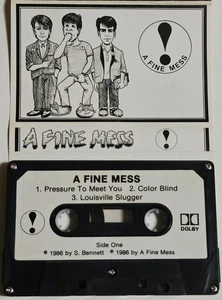 !
A FINE MESS
A FINE MESS
!
A FINE MESS
1. Pressure To Meet You 2. Color Blind
3. Louisville Slugger
!
DOLBY
Side One
℗ 1986 by S. Bennett © 1986 by A Fine Mess